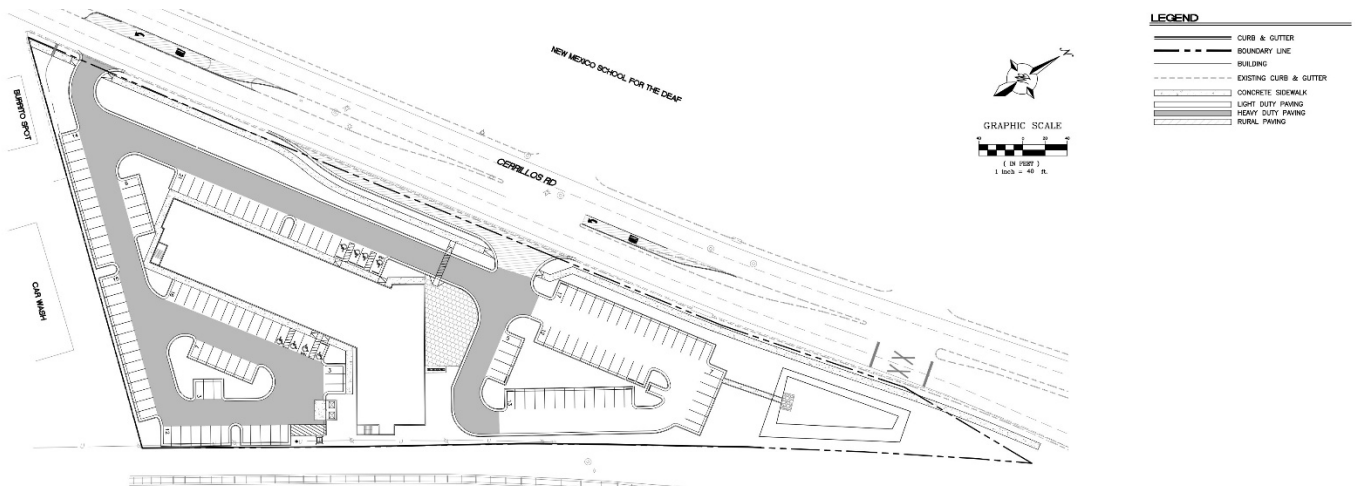 NEW MEXICO SCHOOL FOR THE DEAF
CERRILLOS RD
BURRITO SPOT
CAR WASH
N
GRAPHIC SCALE
( IN FEET )
1 inch = 40 ft.
LEGEND
CURB & GUTTER
BOUNDARY LINE
BUILDING
EXISTING CURB & GUTTER
CONCRETE SIDEWALK
LIGHT DUTY PAVING
HEAVY DUTY PAVING
RURAL PAVING